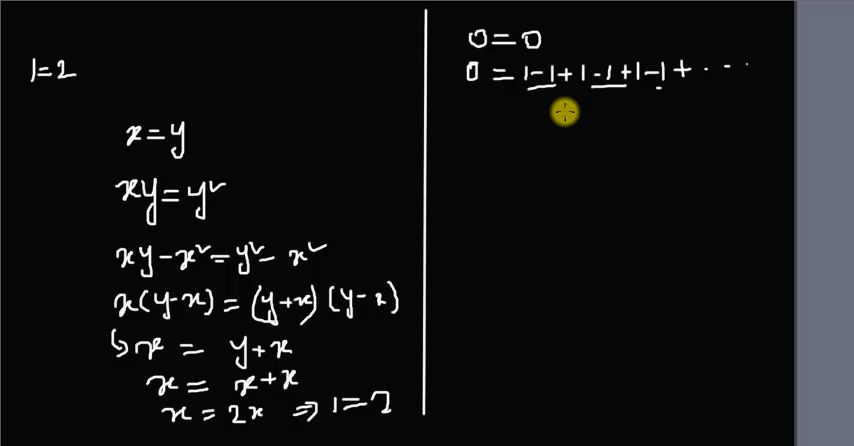 1=2
x=y
xy=y²
xy-x²=y²-x²
x(y-x)=(y+x)(y-x)
↳x = y+x
x = x+x
x = 2x ⇒ 1=2
0=0
0 = 1-1+1-1+1-1+....